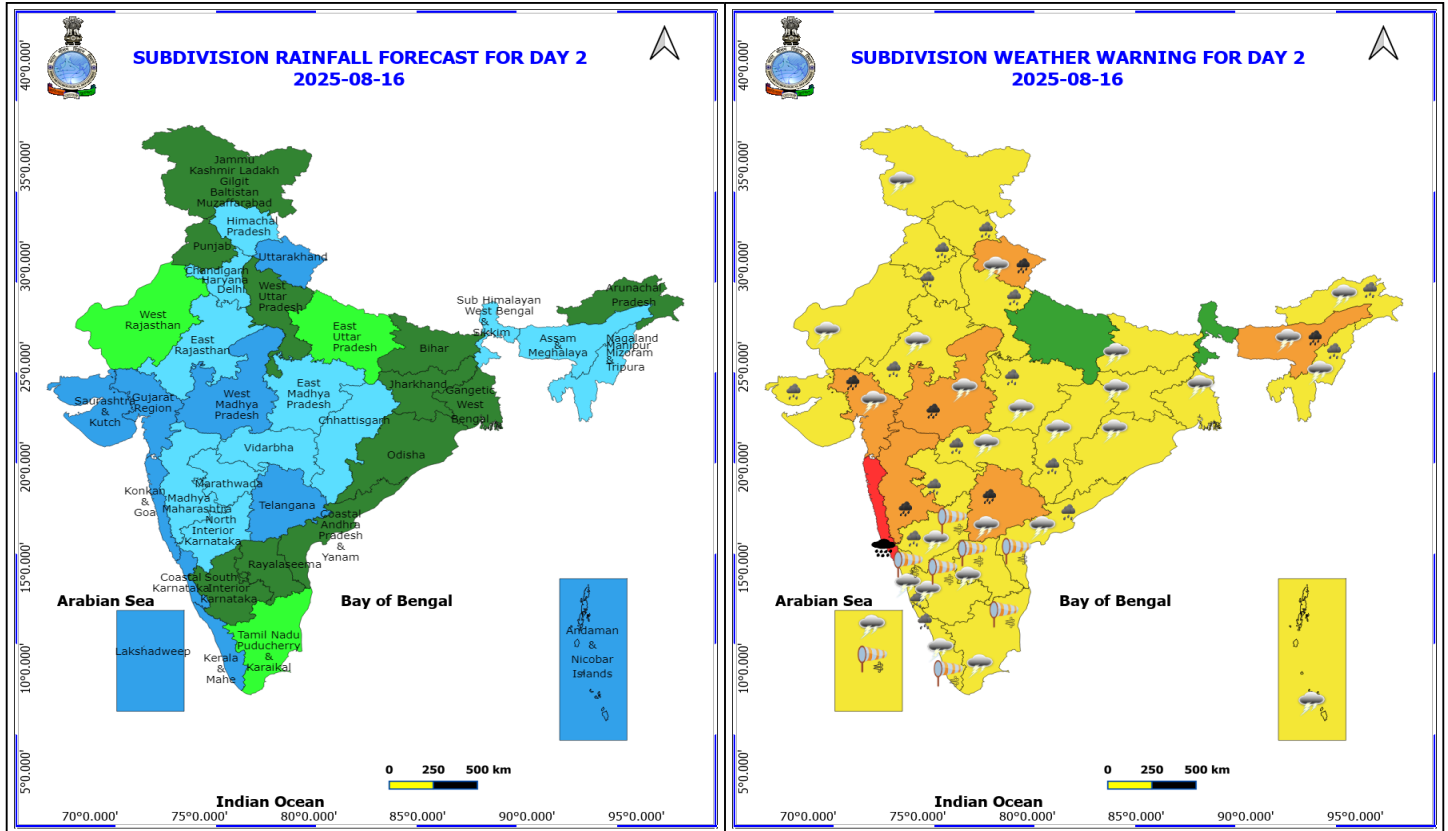 SUBDIVISION RAINFALL FORECAST FOR DAY 2
2025-08-16
40°0.000'
35°0.000'
30°0.000'
25°0.000'
20°0.000'
15°0.000'
10°0.000'
5°0.000'
Jammu
Kashmir Ladakh
Gilgit
Baltistan
Muzaffarabad
Himachal
Pradesh
Punjab
Uttarakhand
Chandigarh
Haryana
Delhi
West
Uttar
Pradesh
Arunachal
Pradesh
West
Rajasthan
East
Uttar
Pradesh
Sub Himalayan
West Bengal
&
Sikkim
East
Rajasthan
Assam
&
Meghalaya
Nagaland
Manipur
Mizoram
&
Tripura
Bihar
Saurashtra
&
Kutch
Gujarat
Region
West
Madhya
Pradesh
East
Madhya
Pradesh
Jharkhand
Gangetic
West
Bengal
Chhattisgarh
Vidarbha
Odisha
Konkan
&
Goa
Marathwada
Madhya
Maharashtra
Telangana
North
Interior
Karnataka
Coastal
Andhra
Pradesh
&
Yanam
Rayalaseema
Coastal
Karnataka
South
Interior
Karnataka
Arabian Sea
Bay of Bengal
Lakshadweep
Kerala
&
Mahe
Tamil Nadu
Puducherry
&
Karaikal
Andaman
&
Nicobar
Islands
0 250 500 km
Indian Ocean
70°0.000' 75°0.000' 80°0.000' 85°0.000' 90°0.000' 95°0.000'
SUBDIVISION WEATHER WARNING FOR DAY 2
2025-08-16
40°0.000'
35°0.000'
30°0.000'
25°0.000'
20°0.000'
15°0.000'
10°0.000'
5°0.000'
Arabian Sea
Bay of Bengal
0 250 500 km
Indian Ocean
70°0.000' 75°0.000' 80°0.000' 85°0.000' 90°0.000' 95°0.000'